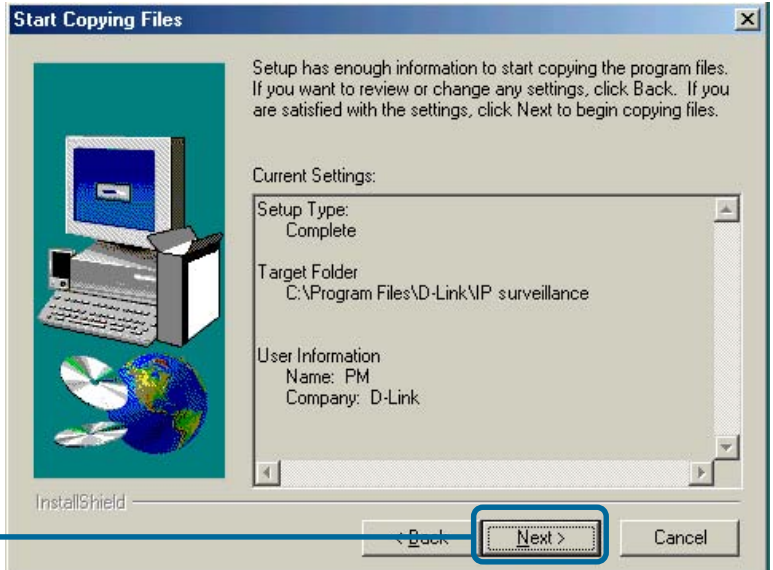 Start Copying Files
Setup has enough information to start copying the program files.
If you want to review or change any settings, click Back. If you
are satisfied with the settings, click Next to begin copying files.
Current Settings:
Setup Type:
Complete
Target Folder
C:\Program Files\D-Link\IP surveillance
User Information
Name: PM
Company: D-Link
InstallShield
< Back
Next >
Cancel